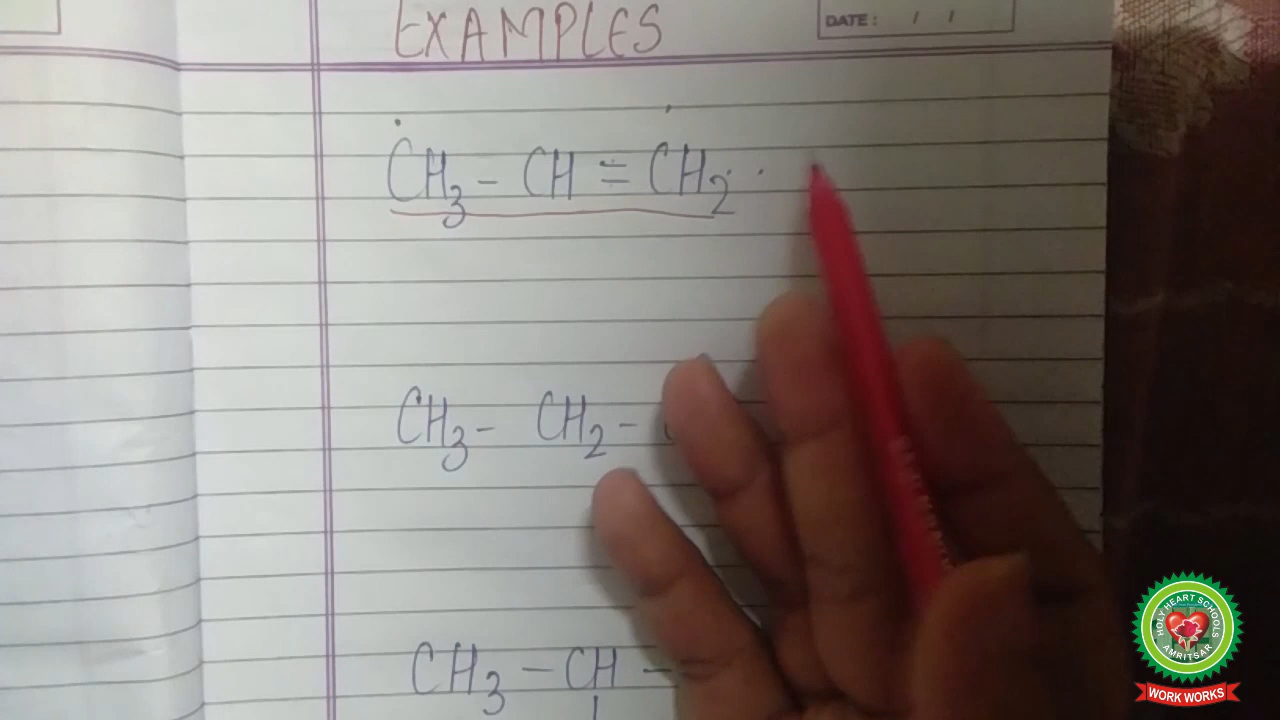 EXAMPLES
DATE : / /
CH3 - CH = CH2
CH3 - CH2 -
CH3 - CH -
HOLY HEART SCHOOLS
AMRITSAR
WORK WORKS